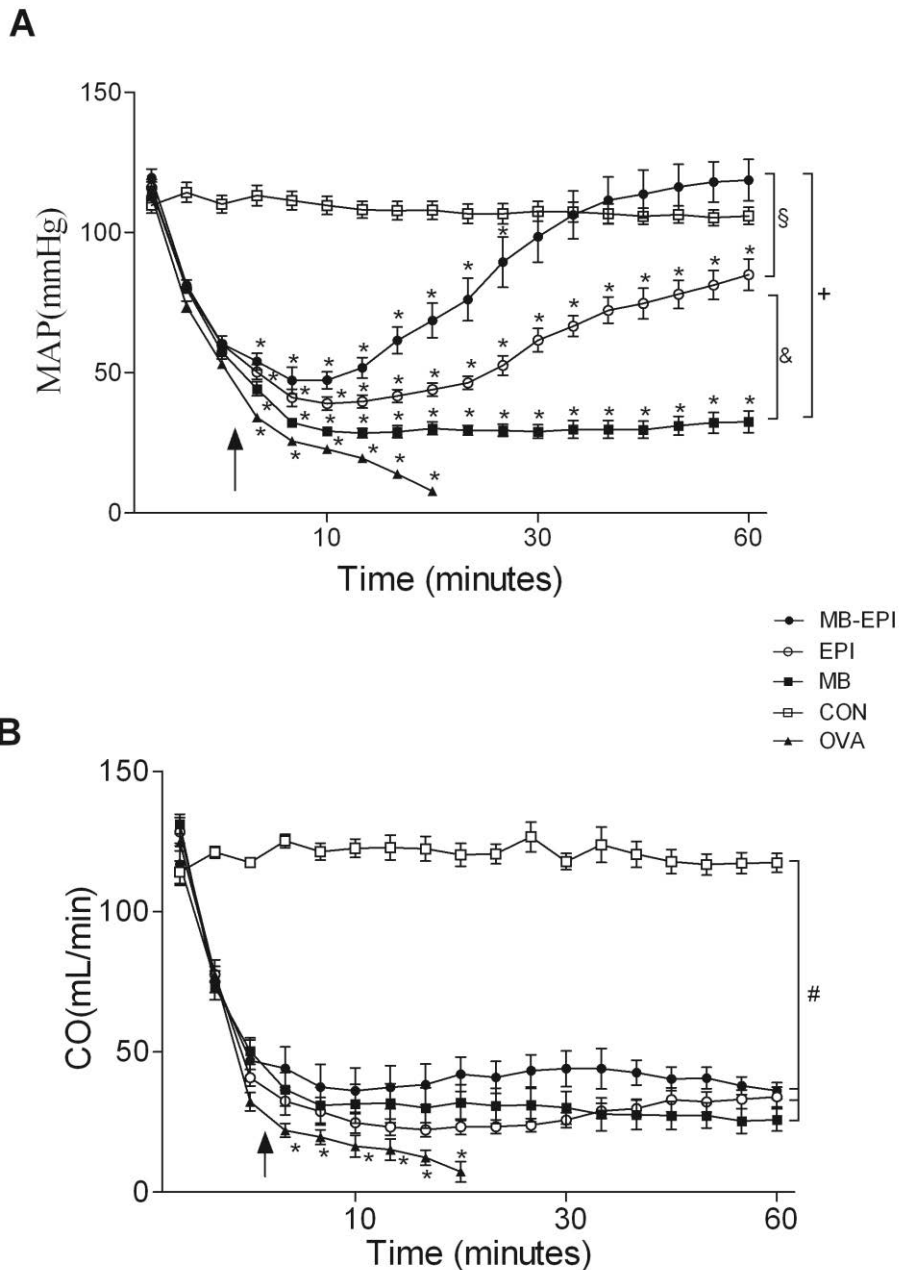 A
150
100
50
0
MAP(mmHg)
10
30
60
Time (minutes)
* * * * * * * * *
* * * * * * * * * * * * * * *
* * * * * * * * * * * * * * *
* * * * * *
§
&
+
MB-EPI
EPI
MB
CON
OVA
B
150
100
50
0
CO(mL/min)
10
30
60
Time (minutes)
* * * * * *
#